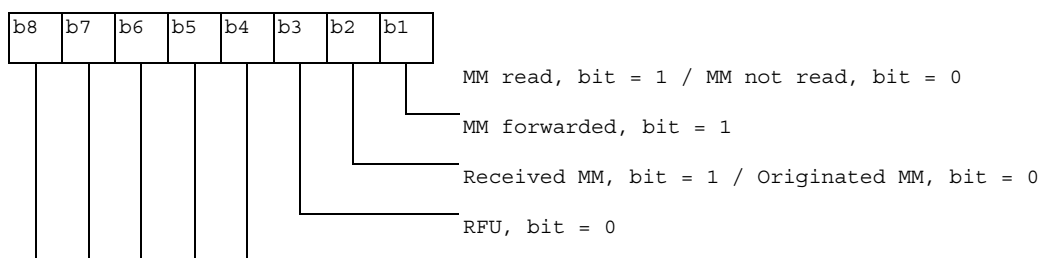 b8 b7 b6 b5 b4 b3 b2 b1
MM read, bit = 1 / MM not read, bit = 0
MM forwarded, bit = 1
Received MM, bit = 1 / Originated MM, bit = 0
RFU, bit = 0